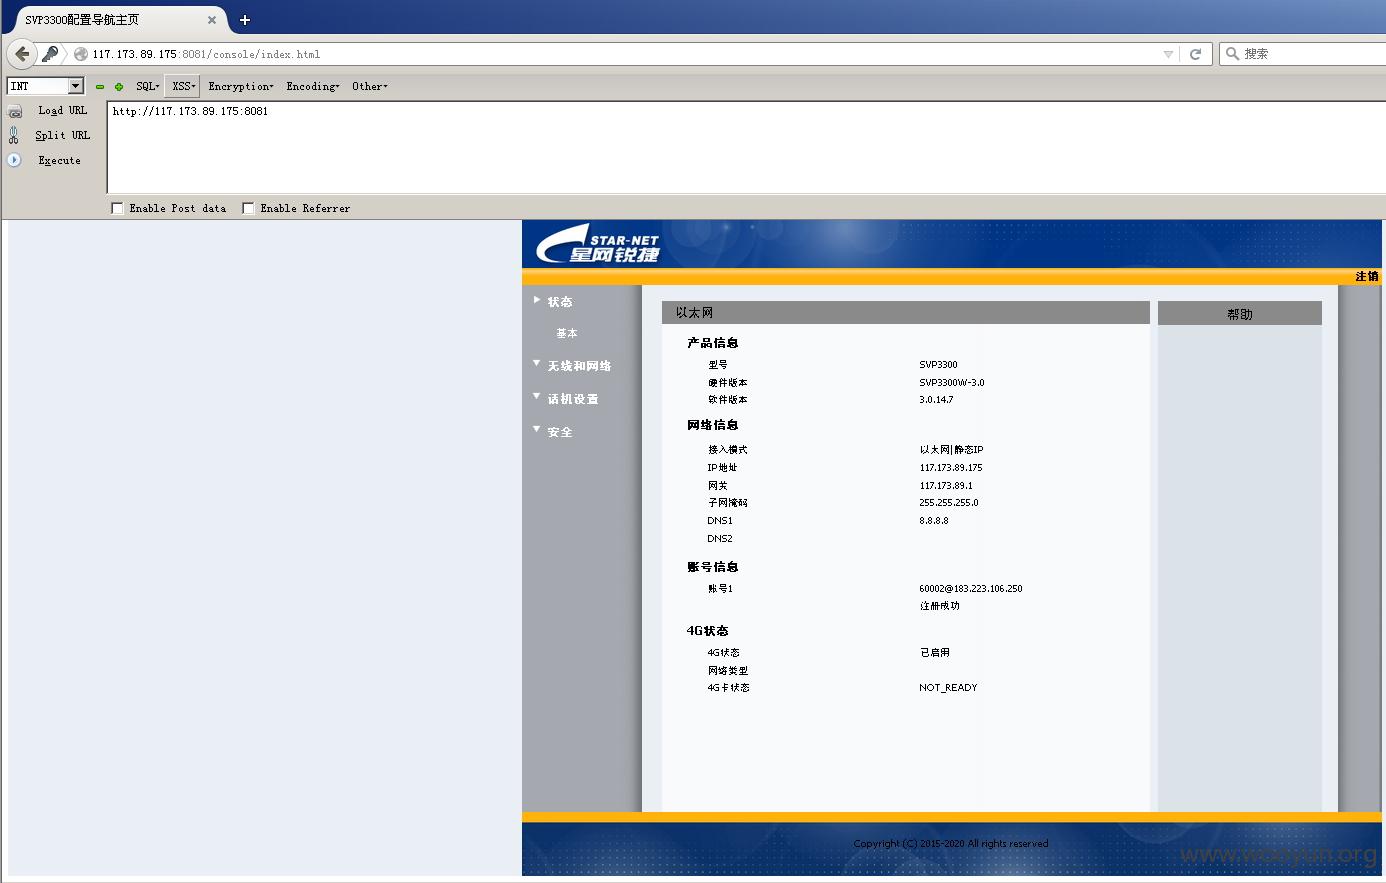 SVP3300配置导航主页
117.173.89.175:8081/console/index.html
搜索
INT SQL XSS Encryption Encoding Other
Load URL
http://117.173.89.175:8081
Split URL
Execute
Enable Post data Enable Referrer
STAR-NET
星网锐捷
注销
状态
基本
无线和网络
话机设置
安全
以太网
帮助
产品信息
型号 SVP3300
硬件版本 SVP3300W-3.0
软件版本 3.0.14.7
网络信息
接入模式 以太网|静态IP
IP地址 117.173.89.175
网关 117.173.89.1
子网掩码 255.255.255.0
DNS1 8.8.8.8
DNS2
账号信息
账号1 60002@183.223.106.250
注册成功
4G状态
4G状态 已启用
网络类型
4G卡状态 NOT_READY
Copyright (C) 2015-2020 All rights reserved
www.wooyun.org